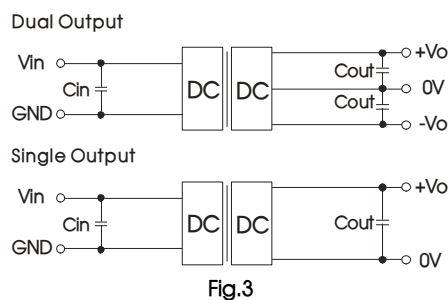 Dual Output
Vin
Cin
GND
DC
DC
Cout
Cout
+Vo
0V
-Vo
Single Output
Vin
Cin
GND
DC
DC
Cout
+Vo
0V
Fig.3